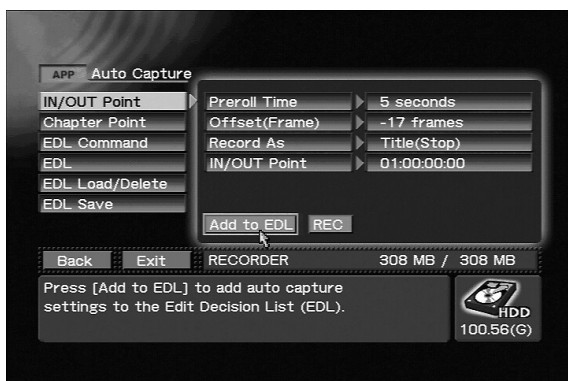 APP Auto Capture
IN/OUT Point
Chapter Point
EDL Command
EDL
EDL Load/Delete
EDL Save
Preroll Time 5 seconds
Offset(Frame) -17 frames
Record As Title(Stop)
IN/OUT Point 01:00:00:00
Add to EDL REC
Back Exit RECORDER 308 MB / 308 MB
Press [Add to EDL] to add auto capture
settings to the Edit Decision List (EDL).
HDD
100.56(G)